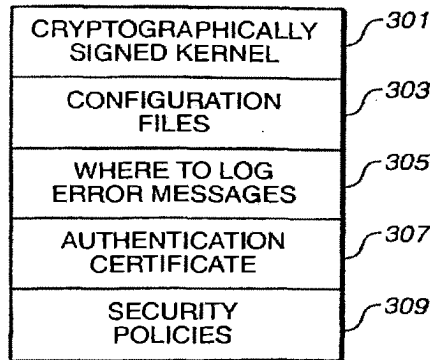 CRYPTOGRAPHICALLY
SIGNED KERNEL
301
CONFIGURATION
FILES
303
WHERE TO LOG
ERROR MESSAGES
305
AUTHENTICATION
CERTIFICATE
307
SECURITY
POLICIES
309